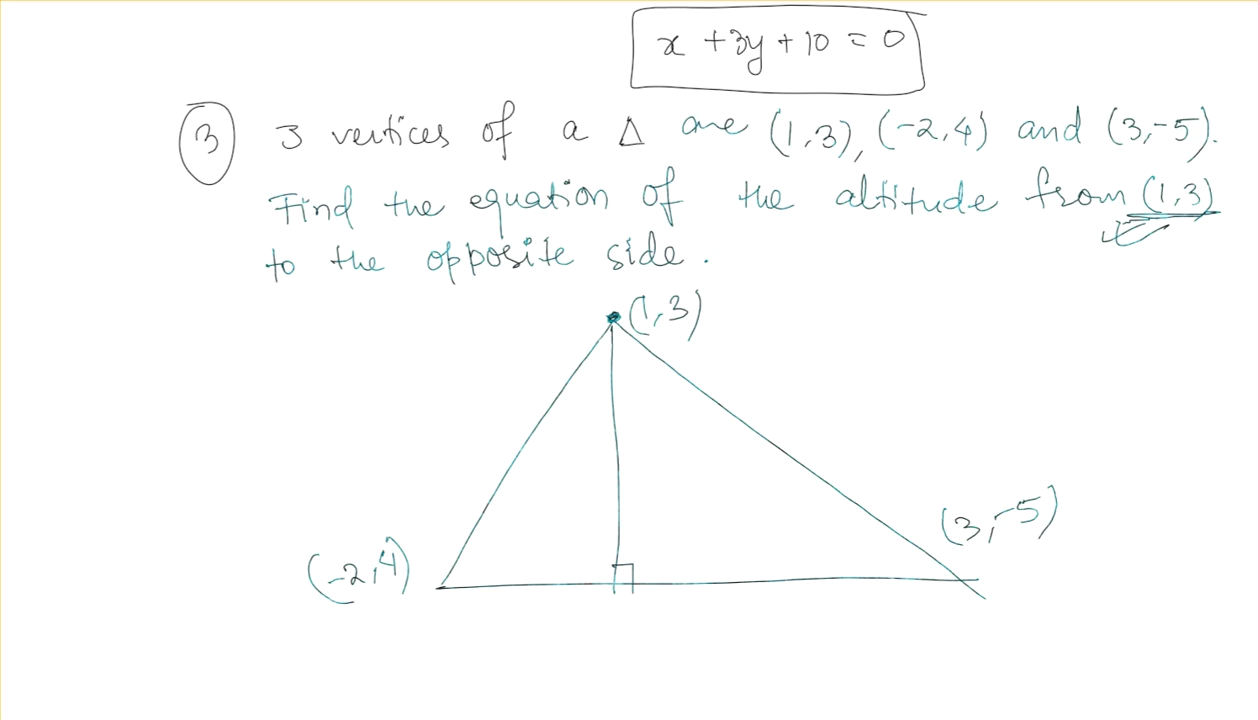 x + 3y + 10 = 0
3 3 vertices of a Δ are (1,3), (-2,4) and (3,-5).
Find the equation of the altitude from (1,3)
to the opposite side.
(1,3)
(3,-5)
(-2,4)